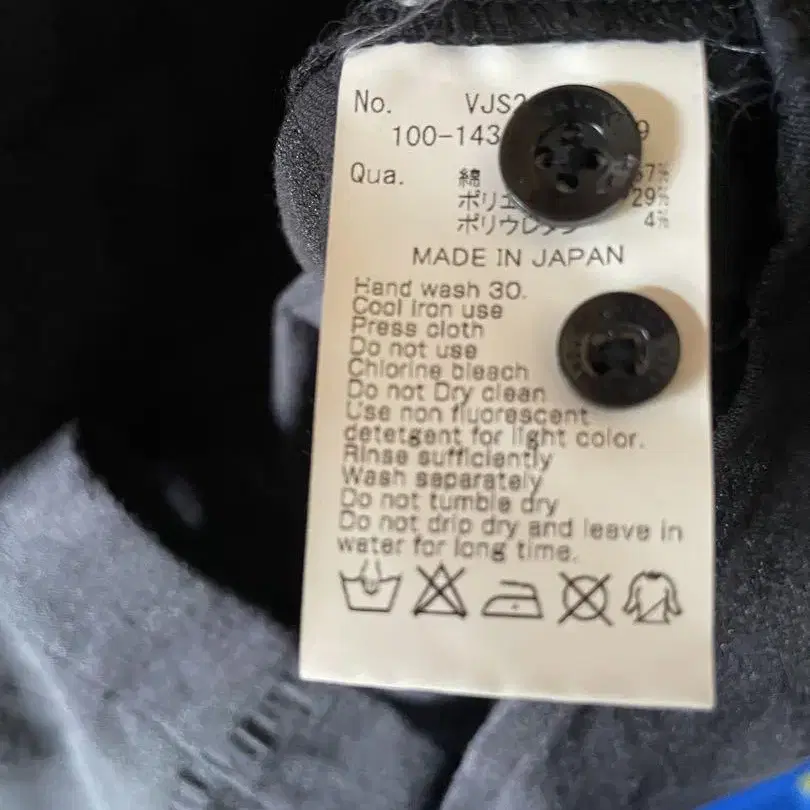 No. VJS2
100-143 9
Qua. 綿 67%
ポリエ 29%
ポリウレタン 4%
MADE IN JAPAN
Hand wash 30.
Cool iron use
Press cloth
Do not use
Chlorine bleach
Do not Dry clean
Use non fluorescent
detetgent for light color.
Rinse sufficiently
Wash separately
Do not tumble dry
Do not drip dry and leave in
water for long time.